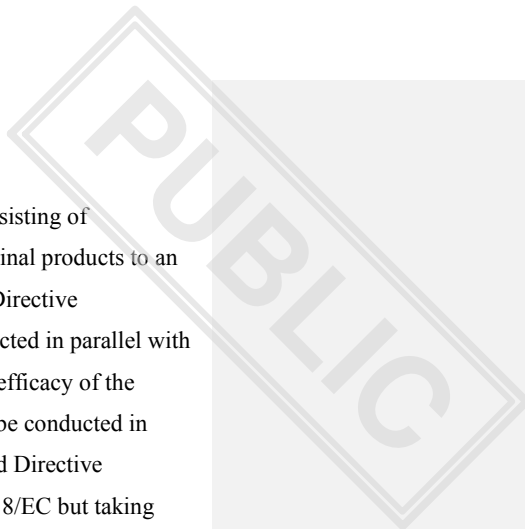 sisting of
inal products to an
Directive
cted in parallel with
efficacy of the
be conducted in
d Directive
8/EC but taking
PUBLIC